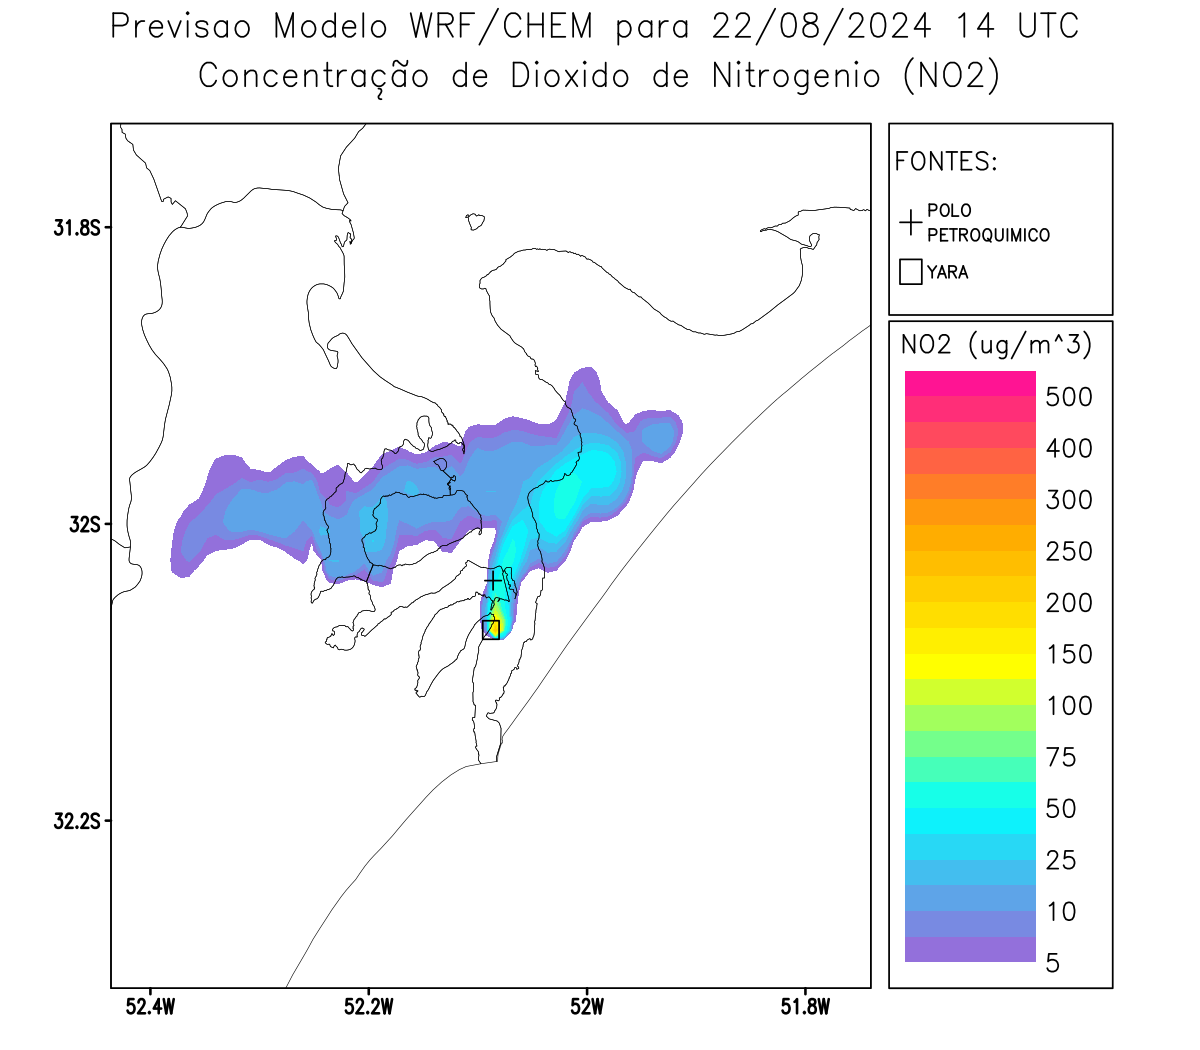 Previsao Modelo WRF/CHEM para 22/08/2024 14 UTC
Concentração de Dioxido de Nitrogenio (NO2)
FONTES:
POLO
PETROQUIMICO
YARA
31.8S
32S
32.2S
52.4W
52.2W
52W
51.8W
NO2 (ug/m^3)
500
400
300
250
200
150
100
75
50
25
10
5